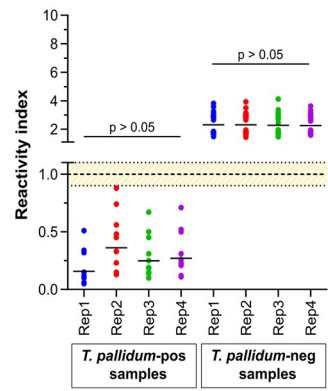 Reactivity index
10
8
6
4
2
1.0
0.5
0.0
p > 0.05
p > 0.05
Rep1
Rep2
Rep3
Rep4
Rep1
Rep2
Rep3
Rep4
T. pallidum-pos
samples
T. pallidum-neg
samples